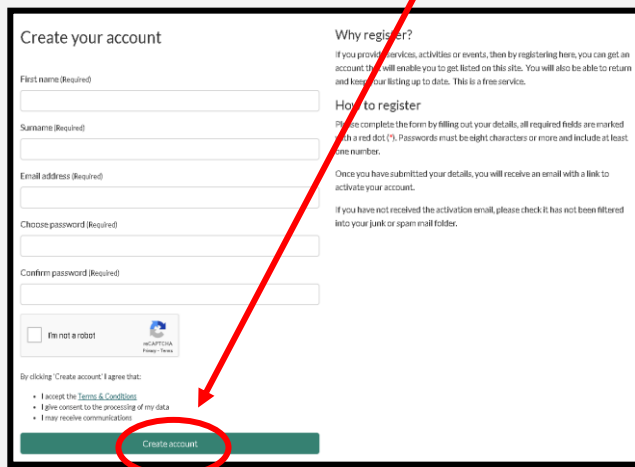 Create your account
First name (Required)
Surname (Required)
Email address (Required)
Choose password (Required)
Confirm password (Required)
I'm not a robot
reCAPTCHA
Privacy - Terms
By clicking 'Create account' I agree that:
• I accept the Terms & Conditions
• I give consent to the processing of my data
• I may receive communications
Create account
Why register?
If you provide services, activities or events, then by registering here, you can get an
account that will enable you to get listed on this site. You will also be able to return
and keep your listing up to date. This is a free service.
How to register
Please complete the form by filling out your details, all required fields are marked
with a red dot (*). Passwords must be eight characters or more and include at least
one number.
Once you have submitted your details, you will receive an email with a link to
activate your account.
If you have not received the activation email, please check it has not been filtered
into your junk or spam mail folder.